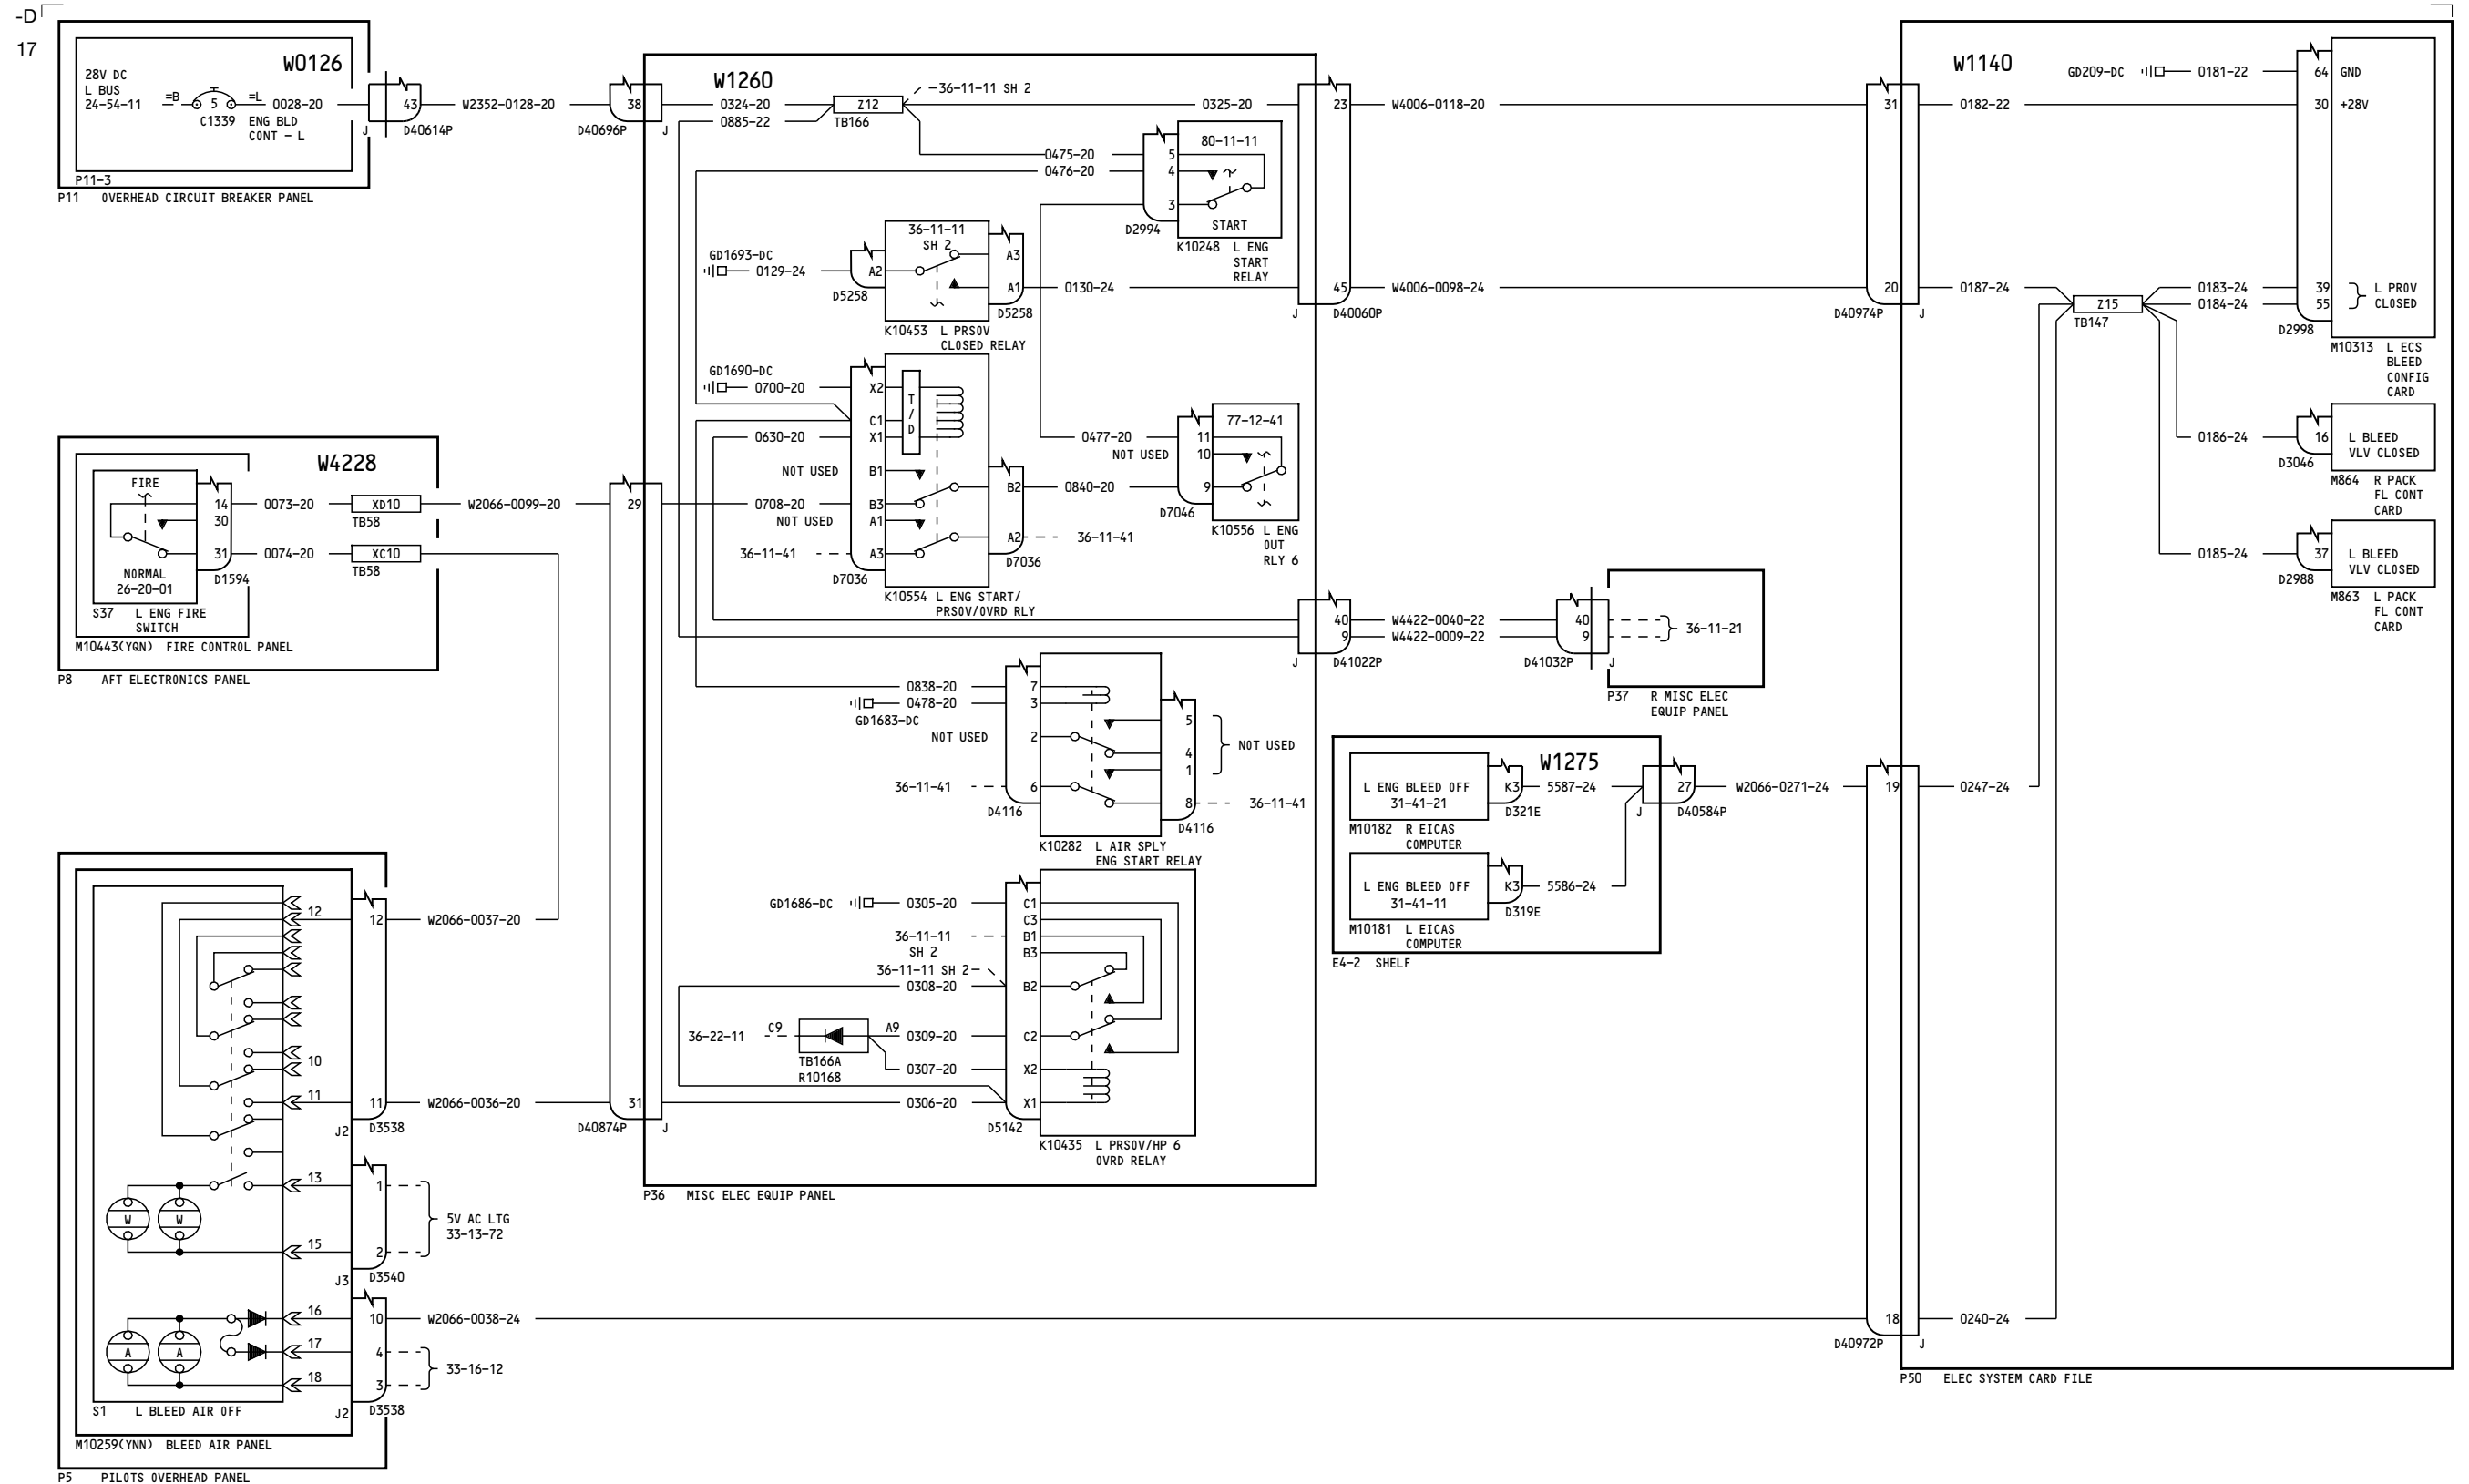 -D
17
W0126
28V DC
L BUS
24-54-11
=B
5
=L
0028-20
C1339
ENG BLD
CONT - L
P11-3
P11 OVERHEAD CIRCUIT BREAKER PANEL
43
J
D40614P
W2352-0128-20
38
D40696P
J
W1260
0324-20
0885-22
Z12
TB166
36-11-11 SH 2
0325-20
23
W4006-0118-20
31
W1140
0182-22
GD209-DC
0181-22
64 GND
30 +28V
0475-20
0476-20
5
4
3
80-11-11
START
D2994
K10248 L ENG
START
RELAY
GD1693-DC
0129-24
A2
D5258
36-11-11
SH 2
A3
A1
D5258
K10453 L PRSOV
CLOSED RELAY
0130-24
45
J
D40060P
W4006-0098-24
20
D40974P
J
0187-24
Z15
TB147
0183-24
0184-24
39
55
L PROV
CLOSED
D2998
M10313 L ECS
BLEED
CONFIG
CARD
GD1690-DC
0700-20
X2
C1
X1
0630-20
T
/
D
NOT USED
B1
0708-20
B3
NOT USED
A1
36-11-41
A3
D7036
B2
0840-20
A2
36-11-41
D7036
K10554 L ENG START/
PRSOV/OVRD RLY
0477-20
NOT USED
11
10
9
77-12-41
D7046
K10556 L ENG
OUT
RLY 6
0186-24
16
L BLEED
VLV CLOSED
D3046
M864 R PACK
FL CONT
CARD
0185-24
37
L BLEED
VLV CLOSED
D2988
M863 L PACK
FL CONT
CARD
W4228
FIRE
14
30
31
NORMAL
26-20-01
D1594
S37 L ENG FIRE
SWITCH
M10443(YQN) FIRE CONTROL PANEL
P8 AFT ELECTRONICS PANEL
0073-20
XD10
TB58
0074-20
XC10
TB58
W2066-0099-20
29
40
9
J
D41022P
W4422-0040-22
W4422-0009-22
40
9
D41032P
J
36-11-21
P37 R MISC ELEC
EQUIP PANEL
0838-20
0478-20
GD1683-DC
NOT USED
36-11-41
7
3
2
6
D4116
5
4
1
8
NOT USED
36-11-41
D4116
K10282 L AIR SPLY
ENG START RELAY
W1275
L ENG BLEED OFF
31-41-21
K3
5587-24
D321E
M10182 R EICAS
COMPUTER
L ENG BLEED OFF
31-41-11
K3
5586-24
D319E
M10181 L EICAS
COMPUTER
E4-2 SHELF
27
J
D40584P
W2066-0271-24
19
0247-24
GD1686-DC
0305-20
36-11-11
SH 2
36-11-11 SH 2
0308-20
36-22-11
C9
A9
0309-20
TB166A
R10168
0307-20
0306-20
C1
C3
B1
B3
B2
C2
X2
X1
D5142
K10435 L PRSOV/HP 6
OVRD RELAY
P36 MISC ELEC EQUIP PANEL
12
12
W2066-0037-20
10
11
11
W2066-0036-20
31
D40874P
J
J2
D3538
13
1
15
2
5V AC LTG
33-13-72
W
W
J3
D3540
16
10
W2066-0038-24
18
0240-24
17
4
18
3
33-16-12
A
A
D40972P
J
S1 L BLEED AIR OFF
J2
D3538
M10259(YNN) BLEED AIR PANEL
P5 PILOTS OVERHEAD PANEL
P50 ELEC SYSTEM CARD FILE